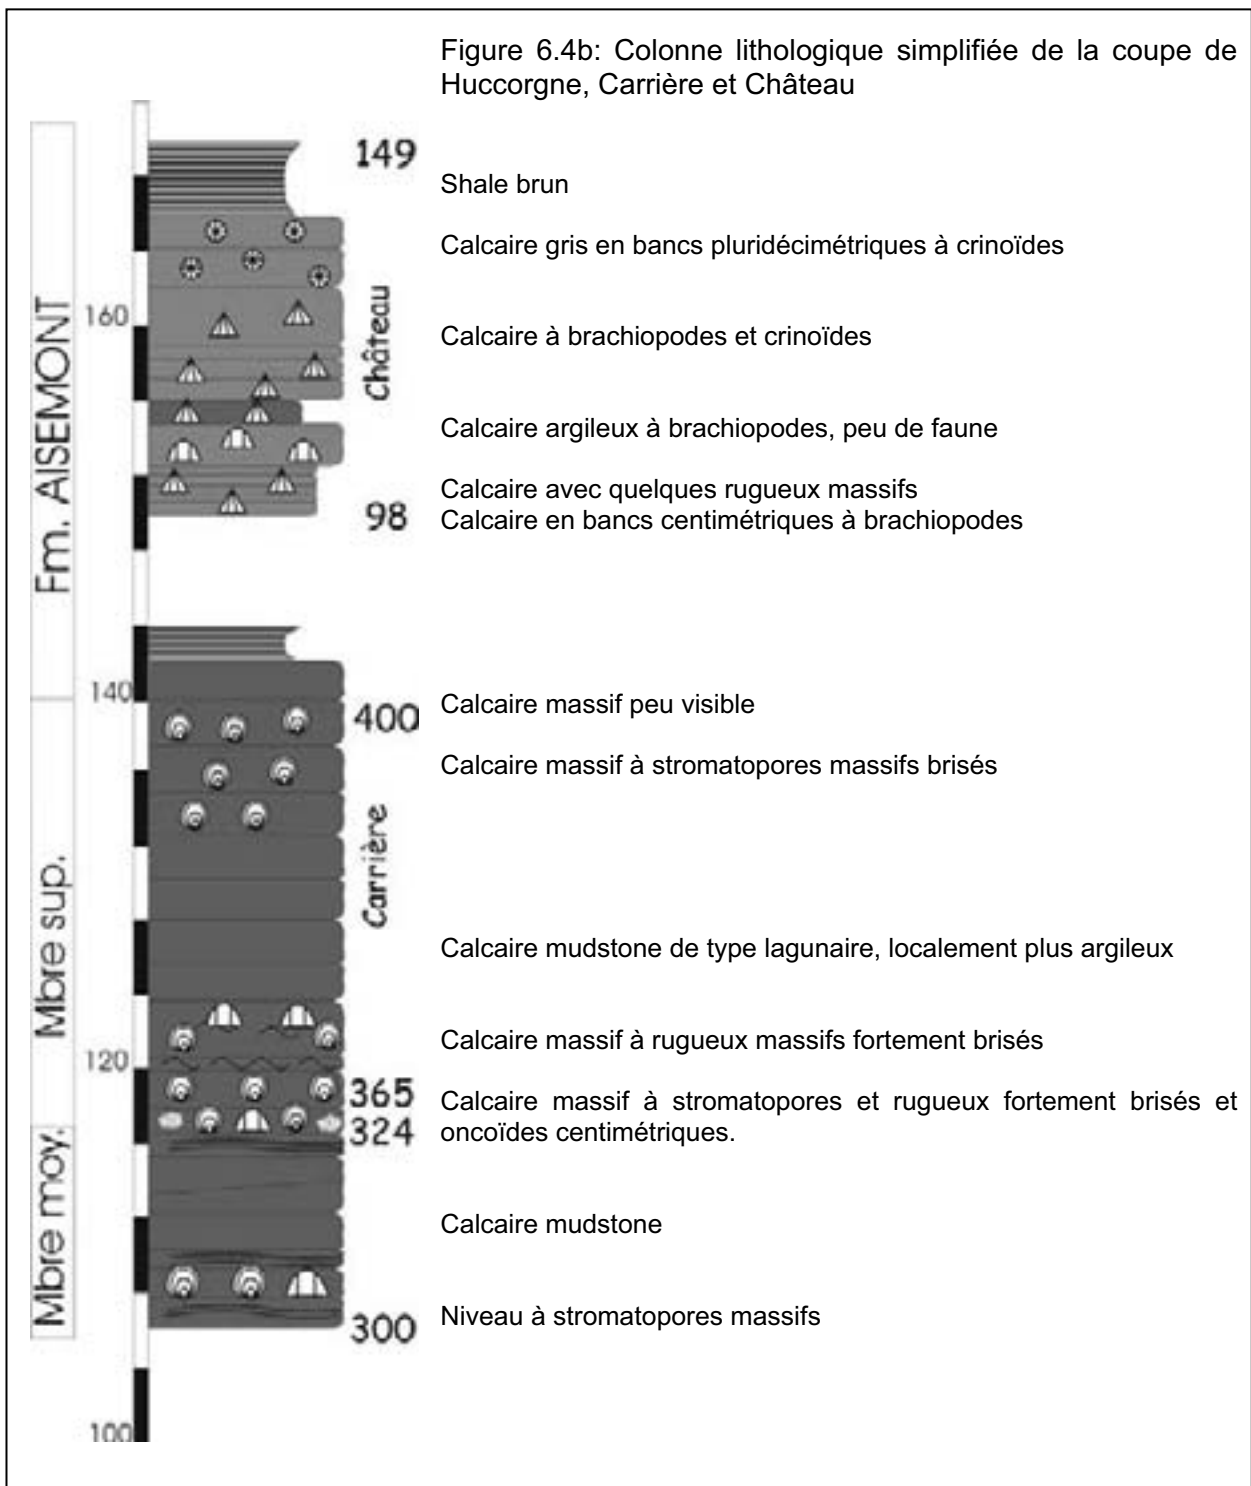 Figure 6.4b: Colonne lithologique simplifiée de la coupe de
Huccorgne, Carrière et Château
149
Shale brun
Calcaire gris en bancs pluridécimétriques à crinoïdes
160
Château
Calcaire à brachiopodes et crinoïdes
Fm. AISEMONT
Calcaire argileux à brachiopodes, peu de faune
Calcaire avec quelques rugueux massifs
98
Calcaire en bancs centimétriques à brachiopodes
140
400
Calcaire massif peu visible
Calcaire massif à stromatopores massifs brisés
Carrière
Mbre sup.
Calcaire mudstone de type lagunaire, localement plus argileux
Calcaire massif à rugueux massifs fortement brisés
120
365
Calcaire massif à stromatopores et rugueux fortement brisés et
324
oncoïdes centimétriques.
Mbre moy.
Calcaire mudstone
Niveau à stromatopores massifs
300
100